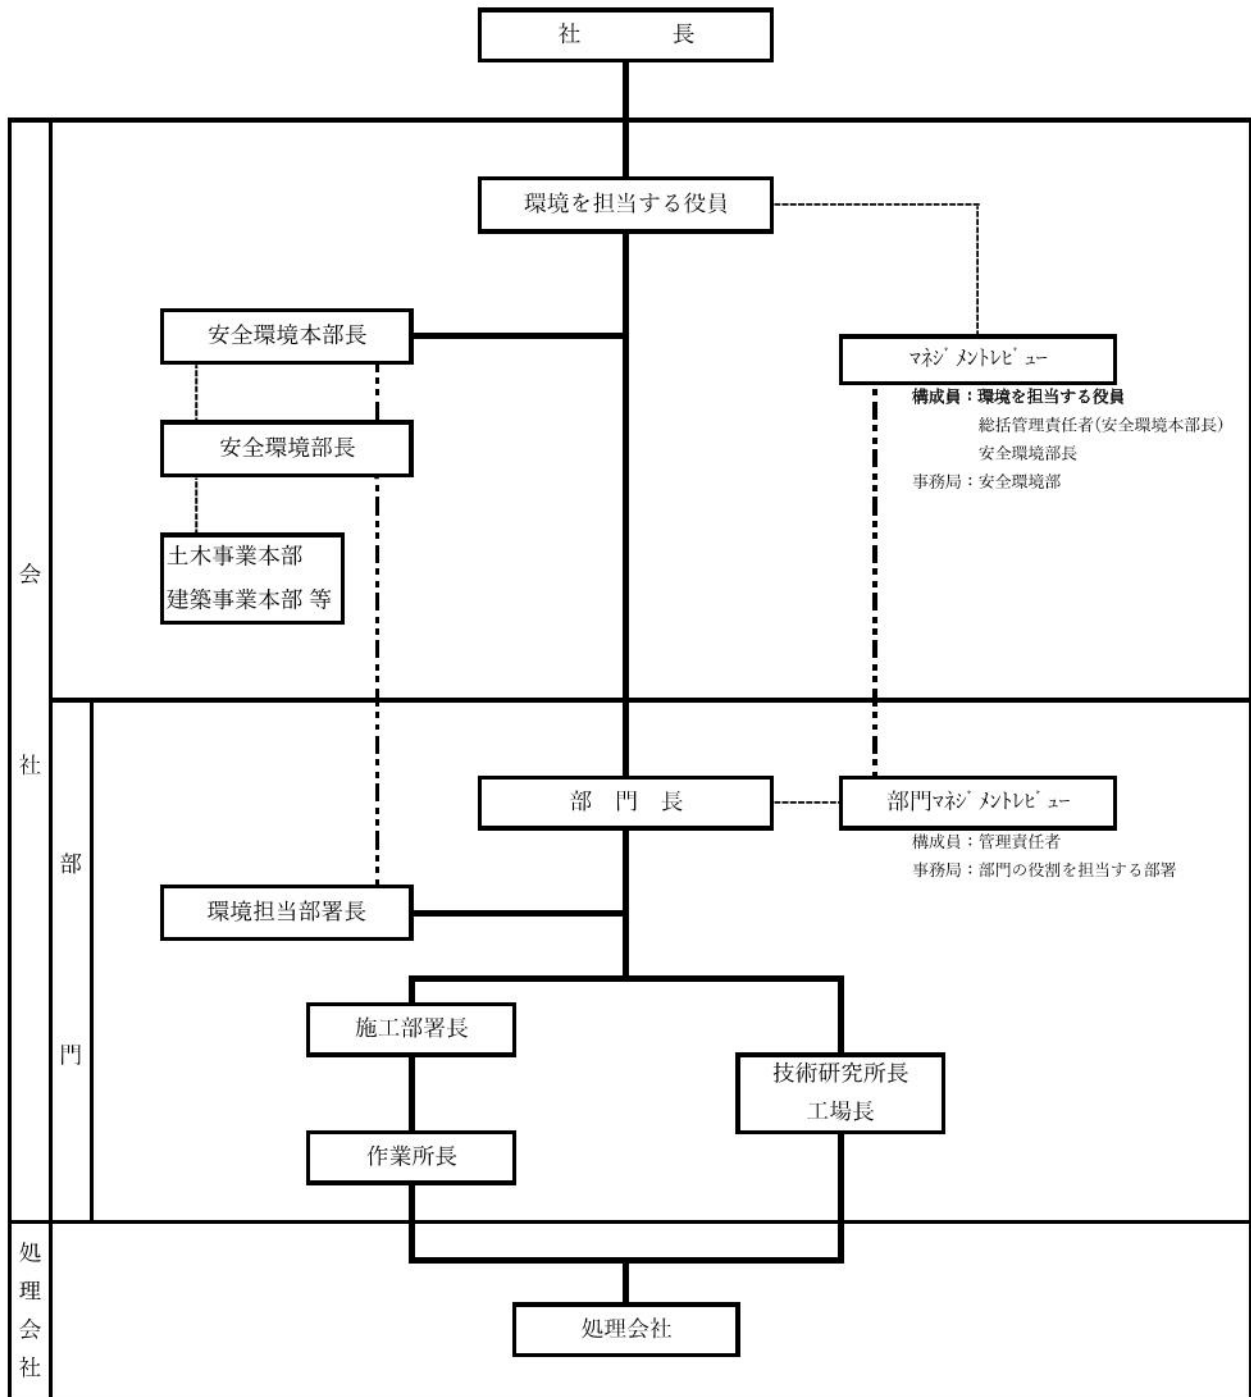 社　　　長
環境を担当する役員
安全環境本部長
ﾏﾈｼﾞﾒﾝﾄﾚﾋﾞｭｰ
構成員：環境を担当する役員
総括管理責任者(安全環境本部長)
安全環境部長
事務局：安全環境部
安全環境部長
土木事業本部
建築事業本部 等
会
社
部　門　長
部門ﾏﾈｼﾞﾒﾝﾄﾚﾋﾞｭｰ
構成員：管理責任者
事務局：部門の役割を担当する部署
部
門
環境担当部署長
施工部署長
技術研究所長
工場長
作業所長
処
理
会
社
処理会社